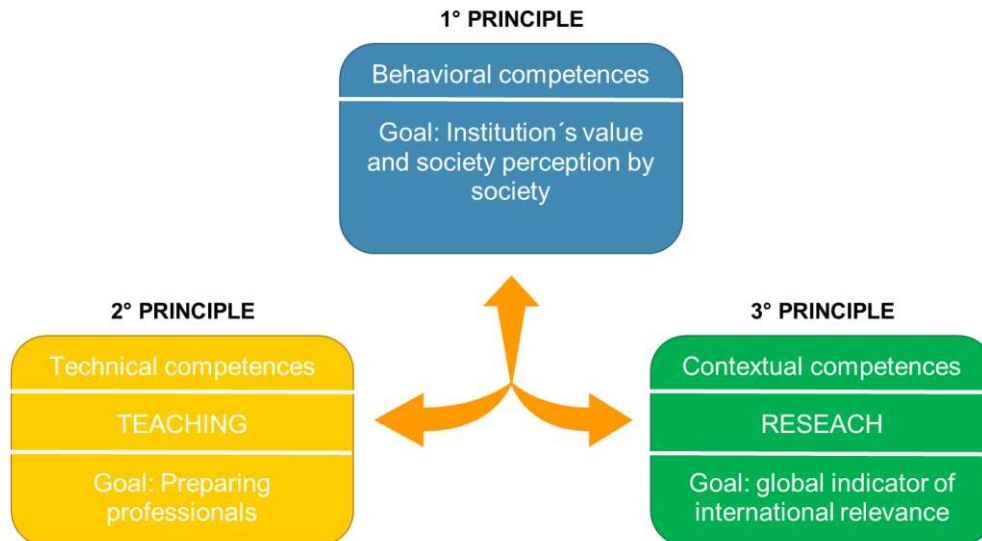 1° PRINCIPLE
Behavioral competences
Goal: Institution´s value
and society perception by
society
2° PRINCIPLE
Technical competences
TEACHING
Goal: Preparing
professionals
3° PRINCIPLE
Contextual competences
RESEACH
Goal: global indicator of
international relevance